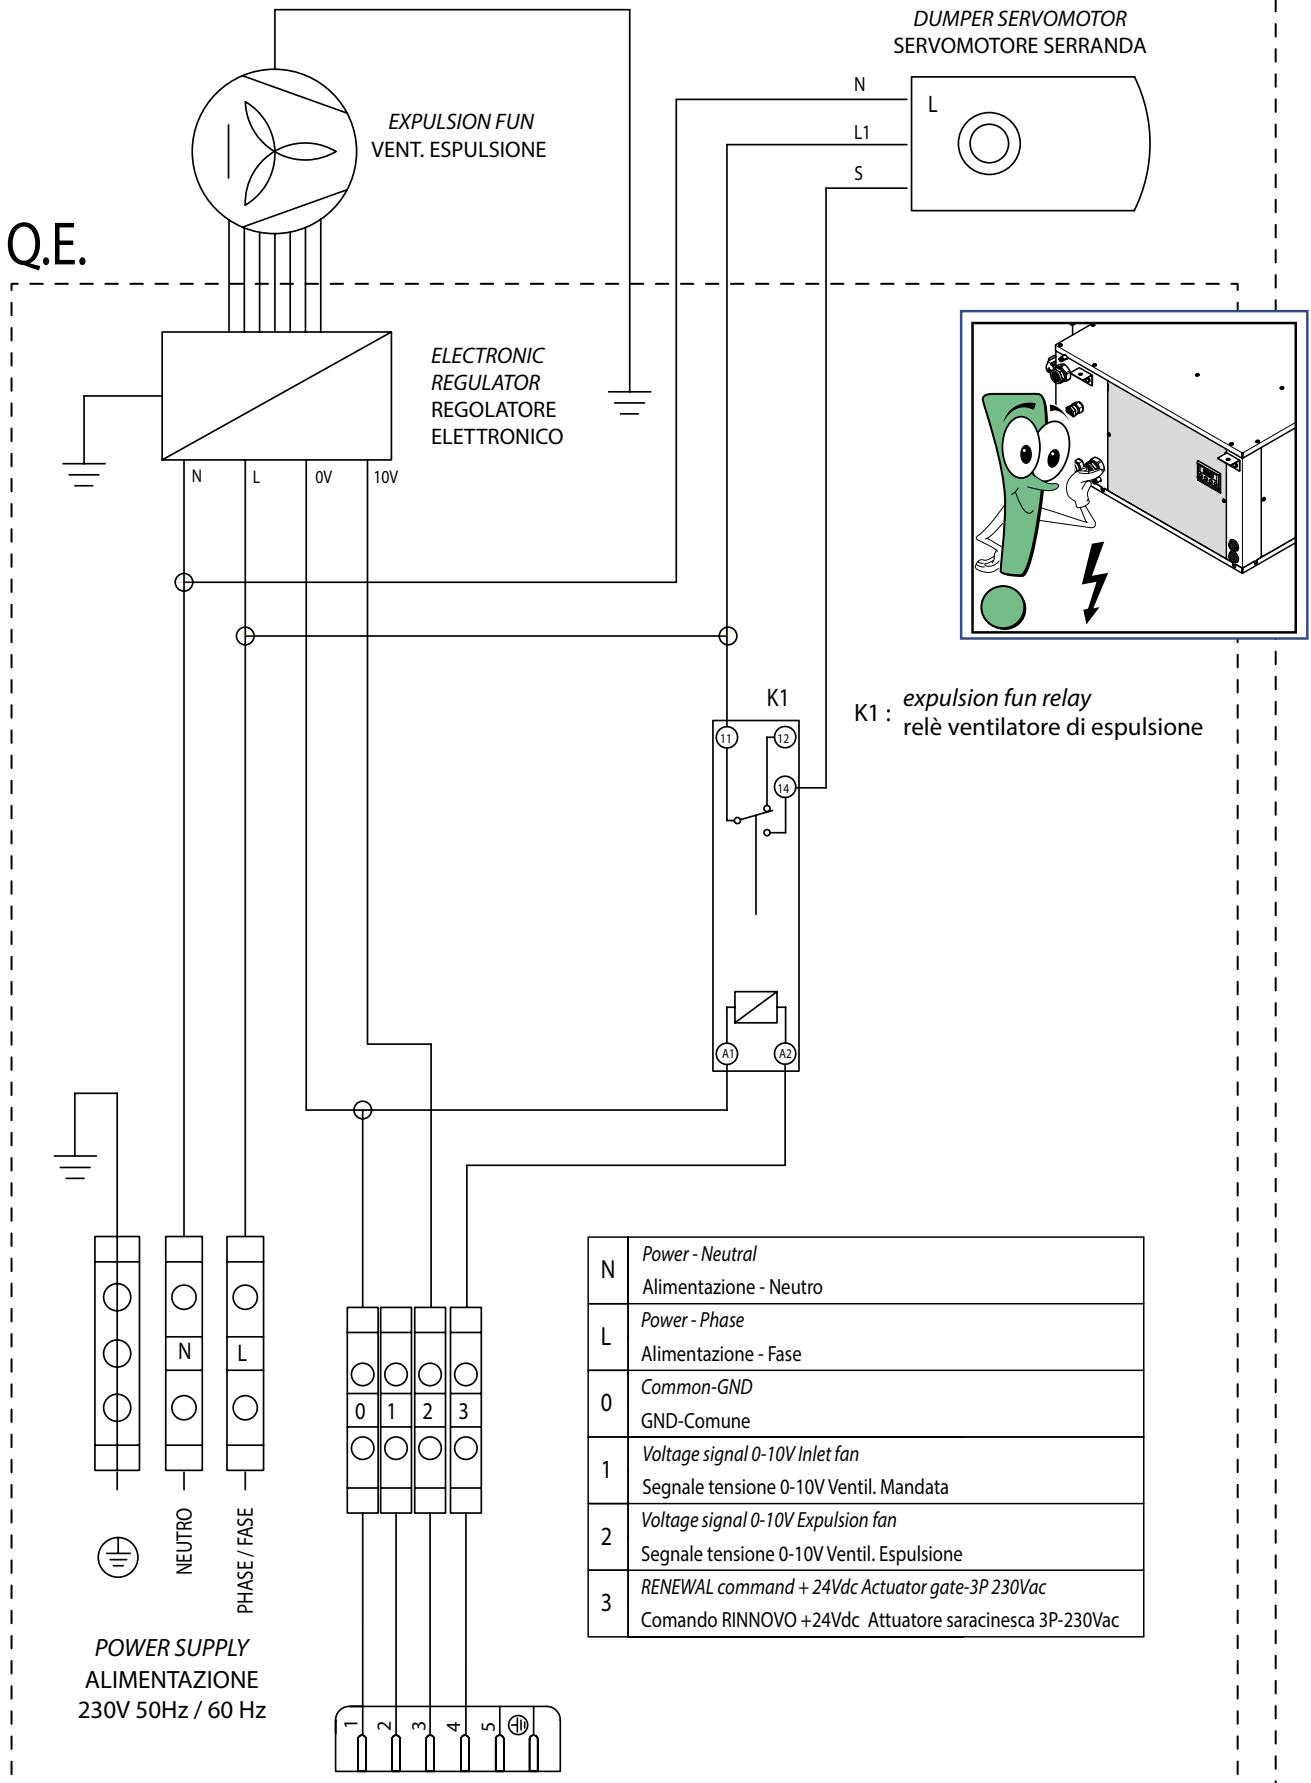 DUMPER SERVOMOTOR
SERVOMOTORE SERRANDA
N
L
L1
S
EXPULSION FUN
VENT. ESPULSIONE
Q.E.
ELECTRONIC
REGULATOR
REGOLATORE
ELETTRONICO
N
L
0V
10V
K1
K1 : expulsion fun relay
relè ventilatore di espulsione
11
12
14
A1
A2
N
L
0
1
2
3
NEUTRO
PHASE / FASE
POWER SUPPLY
ALIMENTAZIONE
230V 50Hz / 60 Hz
N
Power - Neutral
Alimentazione - Neutro
L
Power - Phase
Alimentazione - Fase
0
Common-GND
GND-Comune
1
Voltage signal 0-10V Inlet fan
Segnale tensione 0-10V Ventil. Mandata
2
Voltage signal 0-10V Expulsion fan
Segnale tensione 0-10V Ventil. Espulsione
3
RENEWAL command + 24Vdc Actuator gate-3P 230Vac
Comando RINNOVO +24Vdc Attuatore saracinesca 3P-230Vac
1
2
3
4
5